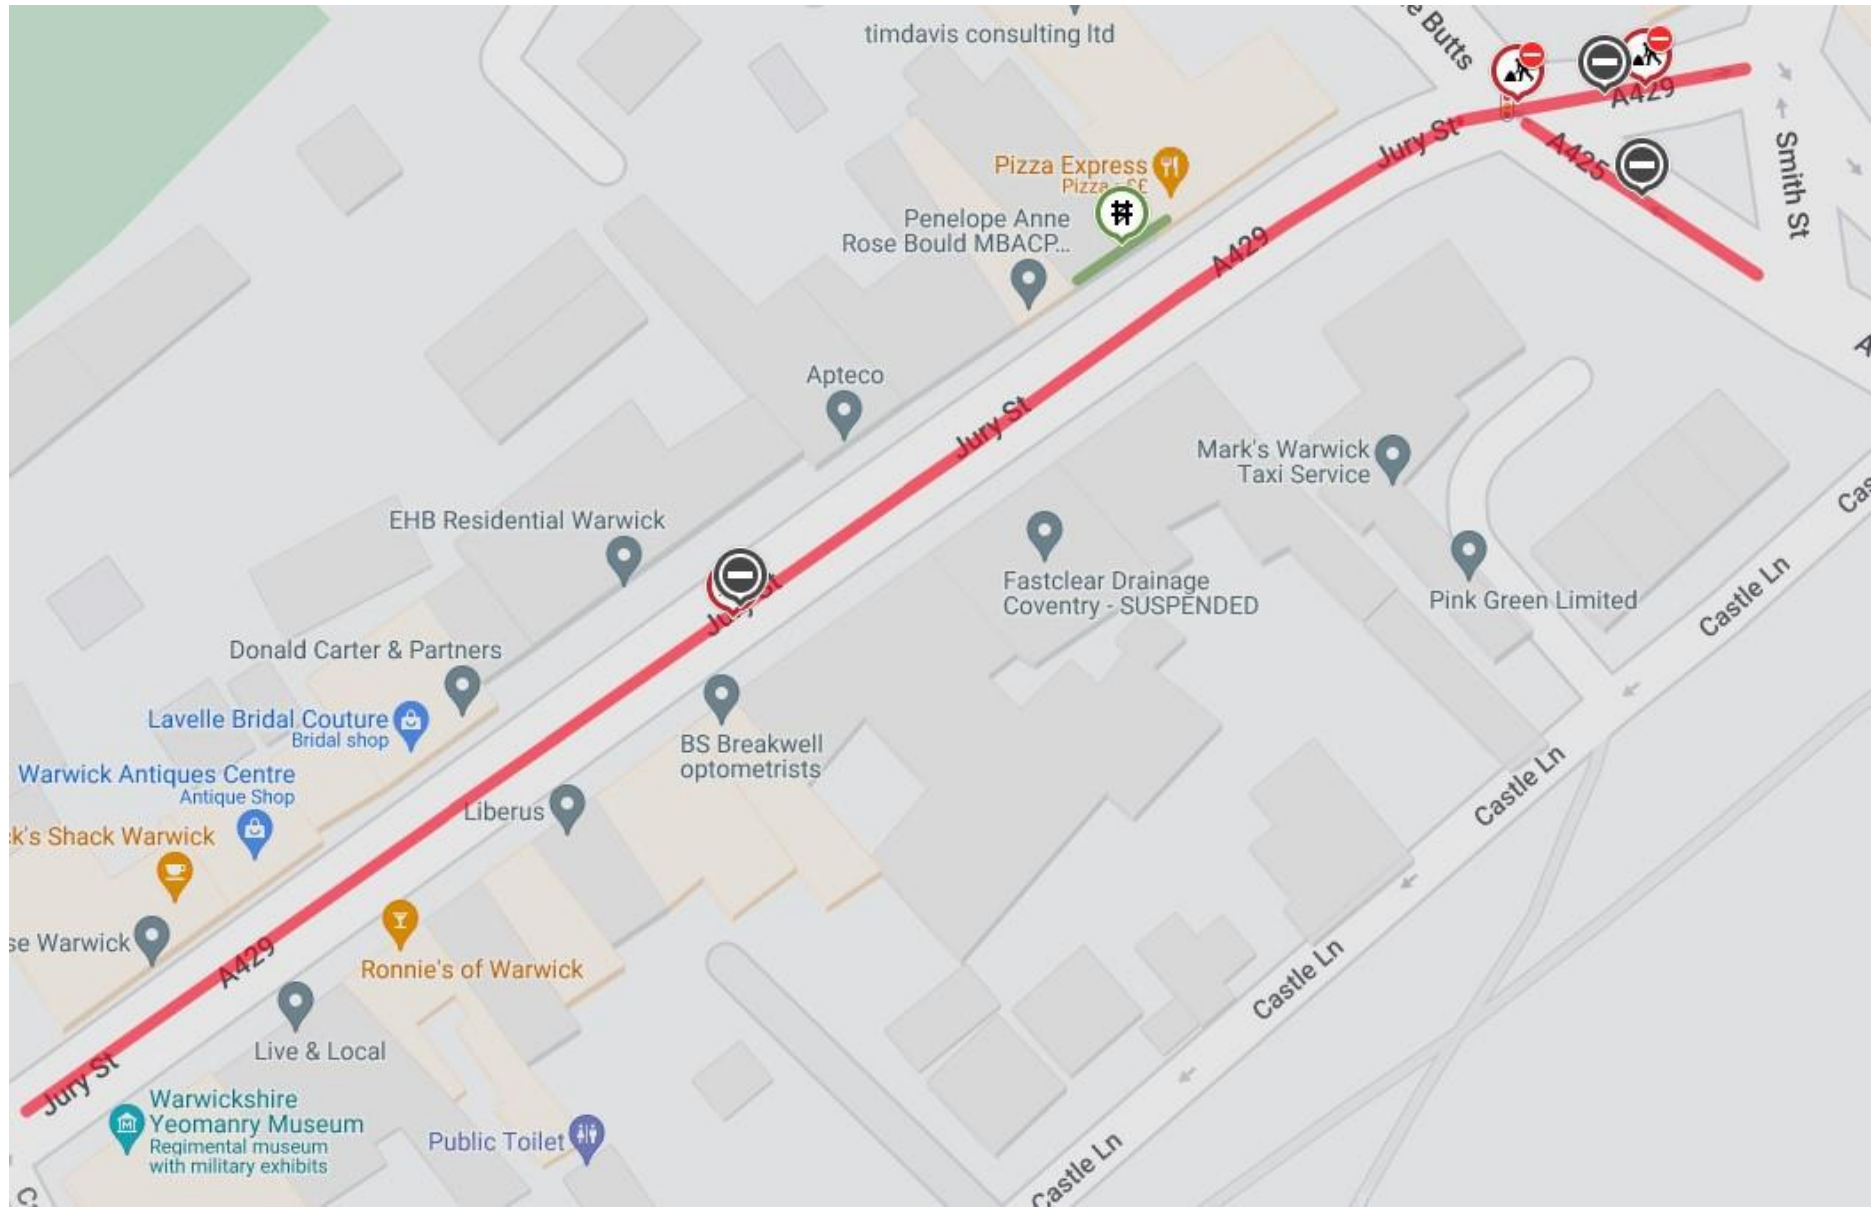 timdavis consulting ltd
e Butts
A429
Jury St
A425
Smith St
Pizza Express
Pizza · ££
Penelope Anne
Rose Bould MBACP...
A429
Apteco
Jury St
Mark's Warwick
Taxi Service
Cas
EHB Residential Warwick
Fastclear Drainage
Coventry - SUSPENDED
Pink Green Limited
Castle Ln
Jury St
Donald Carter & Partners
Lavelle Bridal Couture
Bridal shop
BS Breakwell
optometrists
Warwick Antiques Centre
Antique Shop
Liberus
Castle Ln
k's Shack Warwick
se Warwick
A429
Ronnie's of Warwick
Castle Ln
Live & Local
Jury St
Warwickshire
Yeomanry Museum
Regimental museum
with military exhibits
M
Public Toilet
Castle Ln